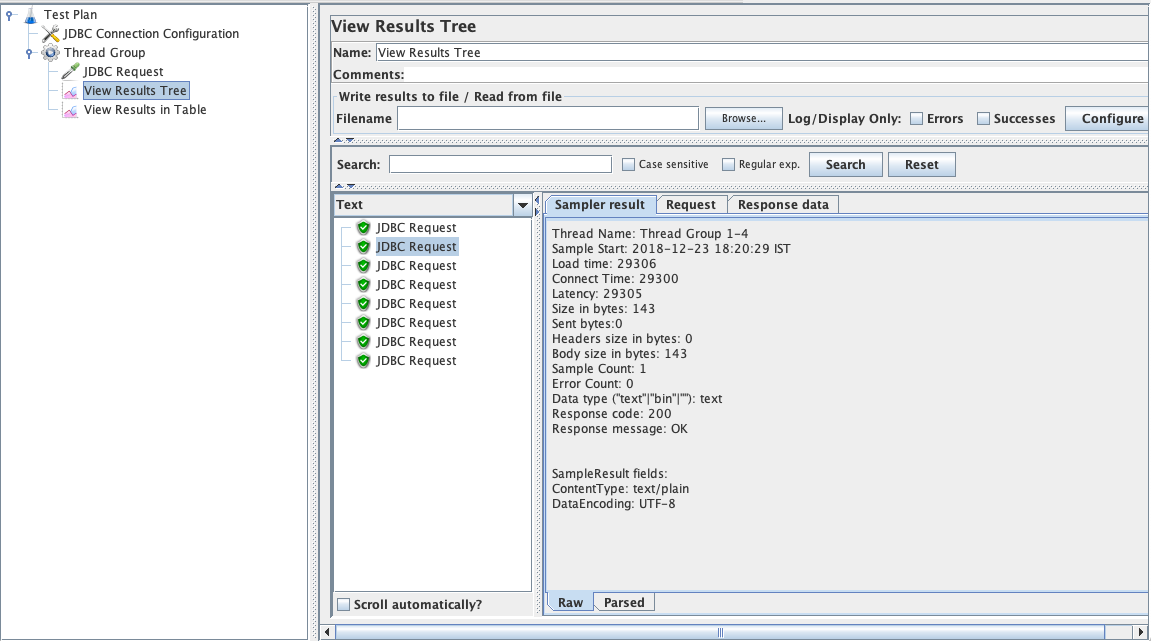 Test Plan
JDBC Connection Configuration
Thread Group
JDBC Request
View Results Tree
View Results in Table
View Results Tree
Name: View Results Tree
Comments:
Write results to file / Read from file
Filename Browse... Log/Display Only: Errors Successes Configure
Search: Case sensitive Regular exp. Search Reset
Text
JDBC Request
JDBC Request
JDBC Request
JDBC Request
JDBC Request
JDBC Request
JDBC Request
JDBC Request
Scroll automatically?
Sampler result Request Response data
Thread Name: Thread Group 1-4
Sample Start: 2018-12-23 18:20:29 IST
Load time: 29306
Connect Time: 29300
Latency: 29305
Size in bytes: 143
Sent bytes:0
Headers size in bytes: 0
Body size in bytes: 143
Sample Count: 1
Error Count: 0
Data type ("text"|"bin"|""): text
Response code: 200
Response message: OK
SampleResult fields:
ContentType: text/plain
DataEncoding: UTF-8
Raw Parsed